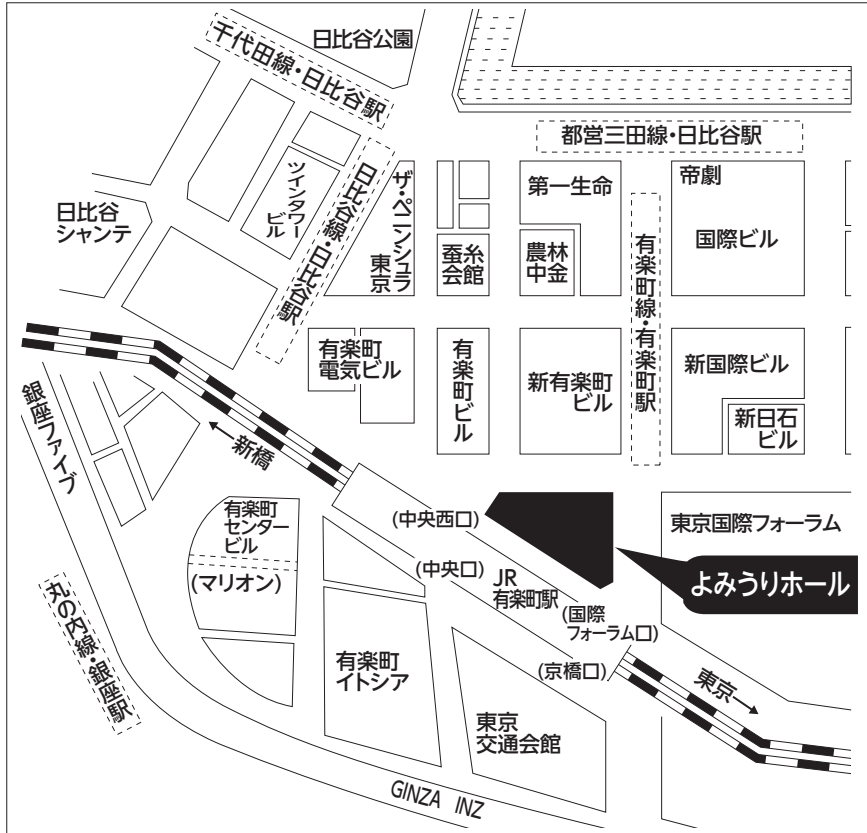 日比谷公園
千代田線・日比谷駅
都営三田線・日比谷駅
ツインタワー
ビル
日比谷線・日比谷駅
ザ・ペニンシュラ
東京
第一生命
帝劇
国際ビル
日比谷
シャンテ
蚕糸
会館
農林
中金
有楽町線・有楽町駅
有楽町
電気ビル
有楽町ビル
新有楽町
ビル
新国際ビル
新日石
ビル
銀座ファイブ
←新橋
有楽町
センター
ビル
(マリオン)
(中央西口)
(中央口)
JR
有楽町駅
(国際
フォーラム口)
(京橋口)
東京国際フォーラム
よみうりホール
丸の内線・銀座駅
有楽町
イトシア
東京
交通会館
東京→
GINZA INZ